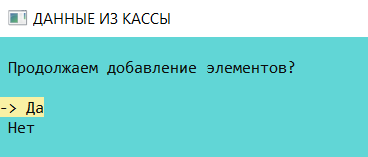 ДАННЫЕ ИЗ КАССЫ
Продолжаем добавление элементов?
-> Да
Нет